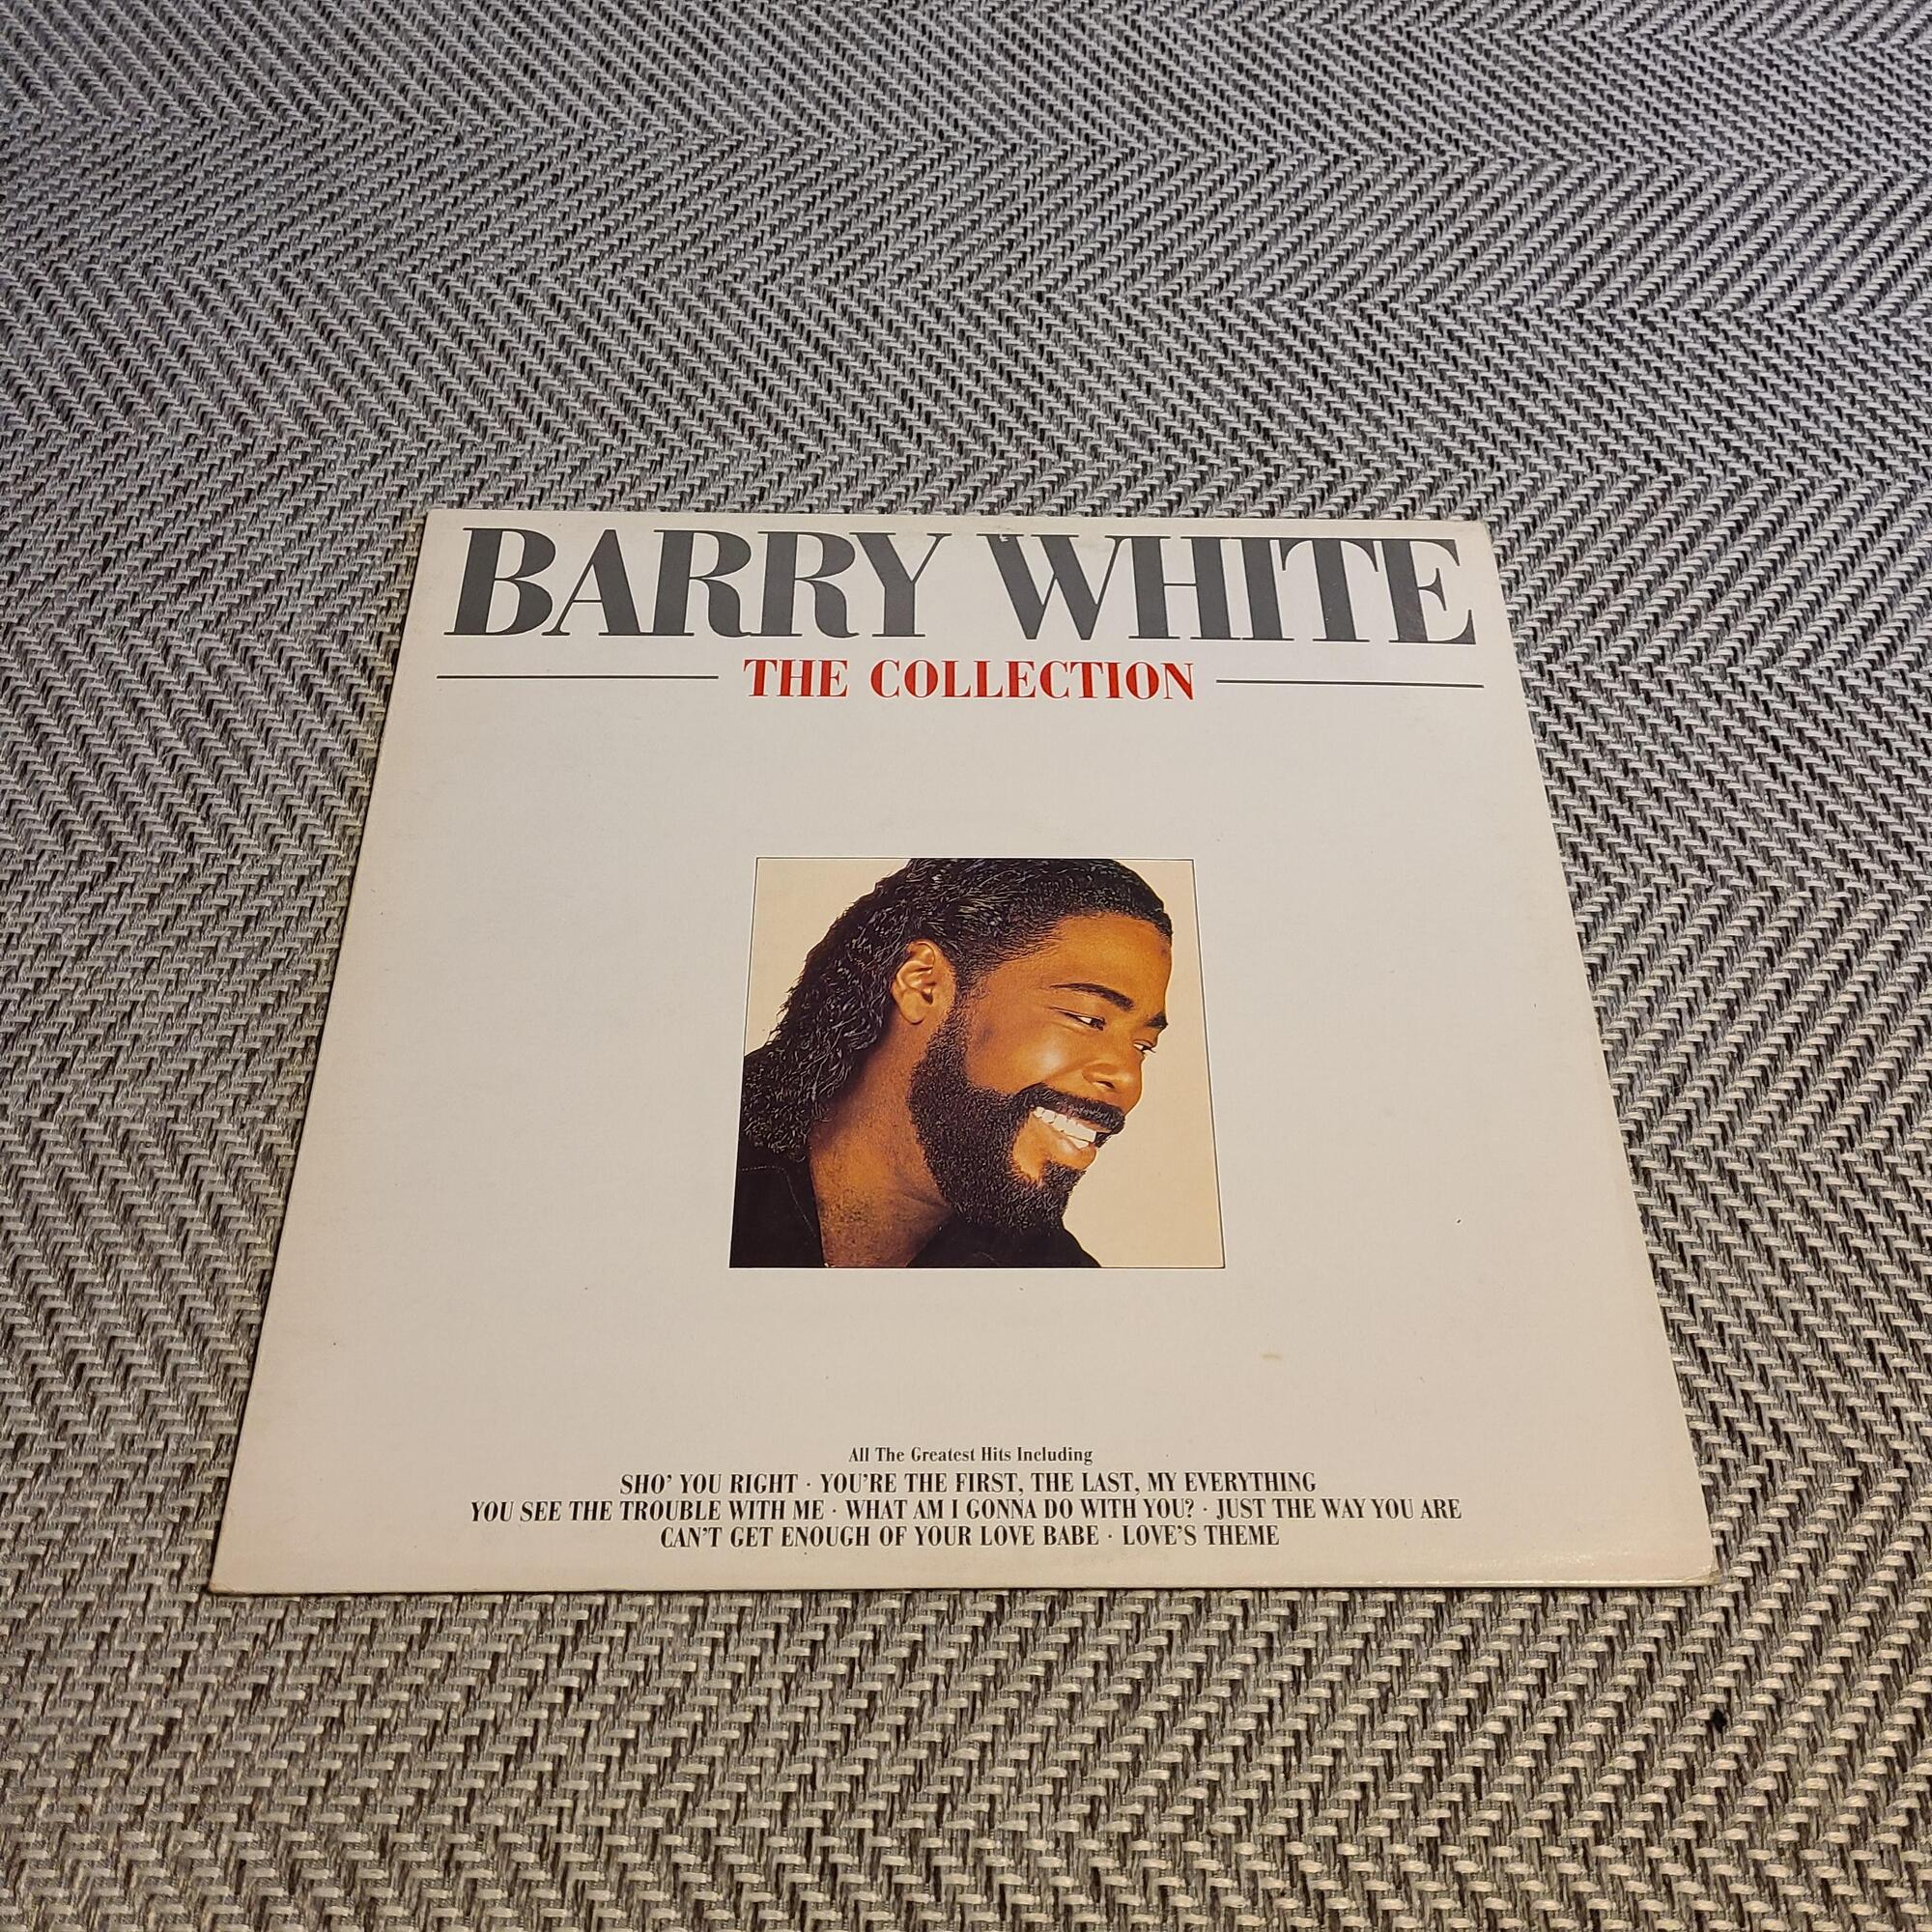 BARRY WHITE
THE COLLECTION
All The Greatest Hits Including
SHO' YOU RIGHT · YOU'RE THE FIRST, THE LAST, MY EVERYTHING
YOU SEE THE TROUBLE WITH ME · WHAT AM I GONNA DO WITH YOU? · JUST THE WAY YOU ARE
CAN'T GET ENOUGH OF YOUR LOVE BABE · LOVE'S THEME